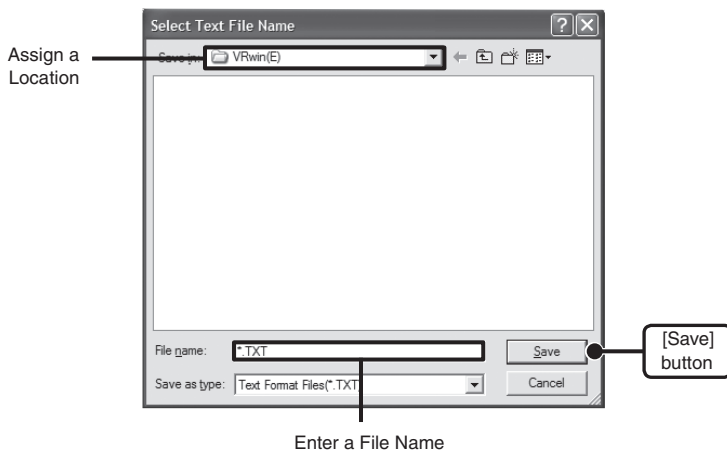 Select Text File Name
Assign a
Location
Save in: VRwin(E)
File name: *.TXT
Save
[Save]
button
Save as type: Text Format Files(*.TXT)
Cancel
Enter a File Name